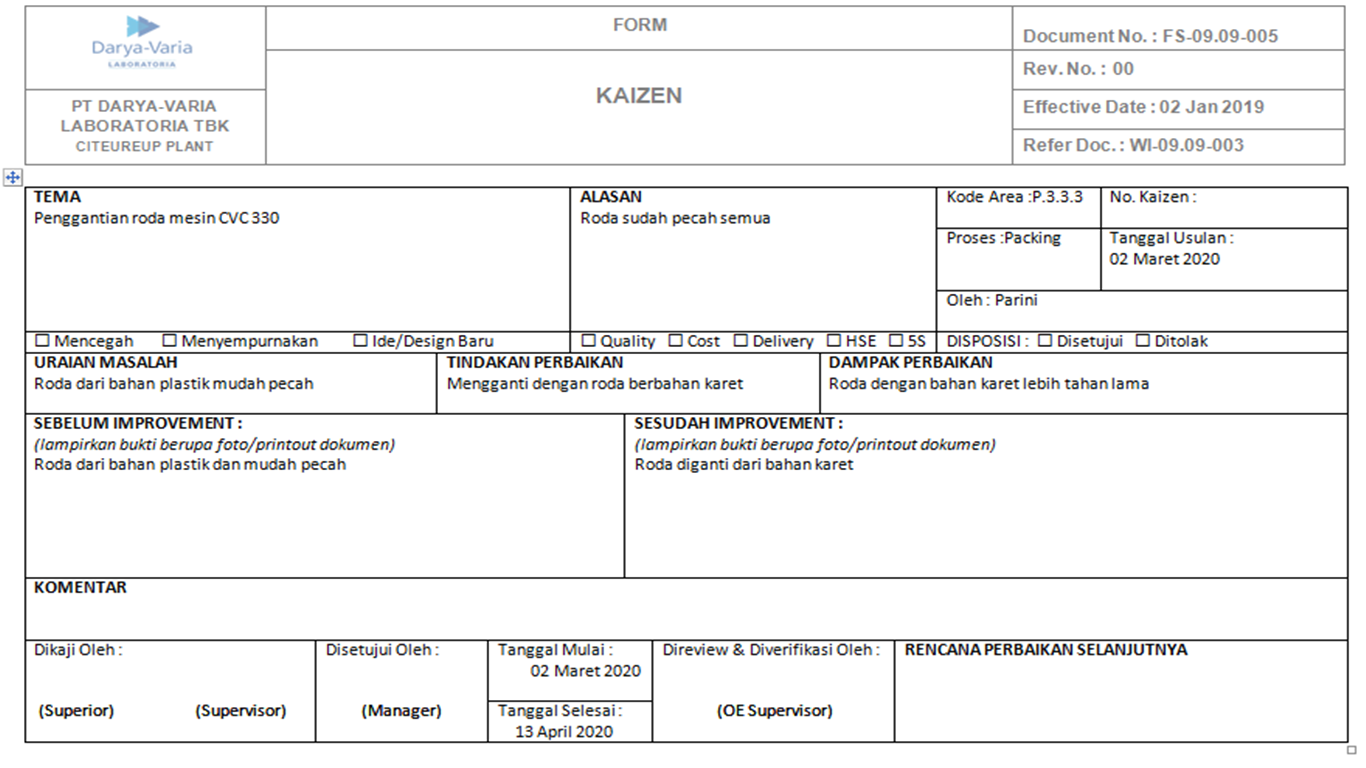 Darya-Varia
LABORATORIA
PT DARYA-VARIA
LABORATORIA TBK
CITEUREUP PLANT
FORM
KAIZEN
Document No. : FS-09.09-005
Rev. No. : 00
Effective Date : 02 Jan 2019
Refer Doc. : WI-09.09-003
TEMA
Penggantian roda mesin CVC 330
ALASAN
Roda sudah pecah semua
Kode Area :P.3.3.3
No. Kaizen :
Proses :Packing
Tanggal Usulan :
02 Maret 2020
Oleh : Parini
☐ Mencegah ☐ Menyempurnakan ☐ Ide/Design Baru
☐ Quality ☐ Cost ☐ Delivery ☐ HSE ☐ 5S
DISPOSISI : ☐ Disetujui ☐ Ditolak
URAIAN MASALAH
Roda dari bahan plastik mudah pecah
TINDAKAN PERBAIKAN
Mengganti dengan roda berbahan karet
DAMPAK PERBAIKAN
Roda dengan bahan karet lebih tahan lama
SEBELUM IMPROVEMENT :
(lampirkan bukti berupa foto/printout dokumen)
Roda dari bahan plastik dan mudah pecah
SESUDAH IMPROVEMENT :
(lampirkan bukti berupa foto/printout dokumen)
Roda diganti dari bahan karet
KOMENTAR
Dikaji Oleh :
(Superior) (Supervisor)
Disetujui Oleh :
(Manager)
Tanggal Mulai :
02 Maret 2020
Tanggal Selesai :
13 April 2020
Direview & Diverifikasi Oleh :
(OE Supervisor)
RENCANA PERBAIKAN SELANJUTNYA